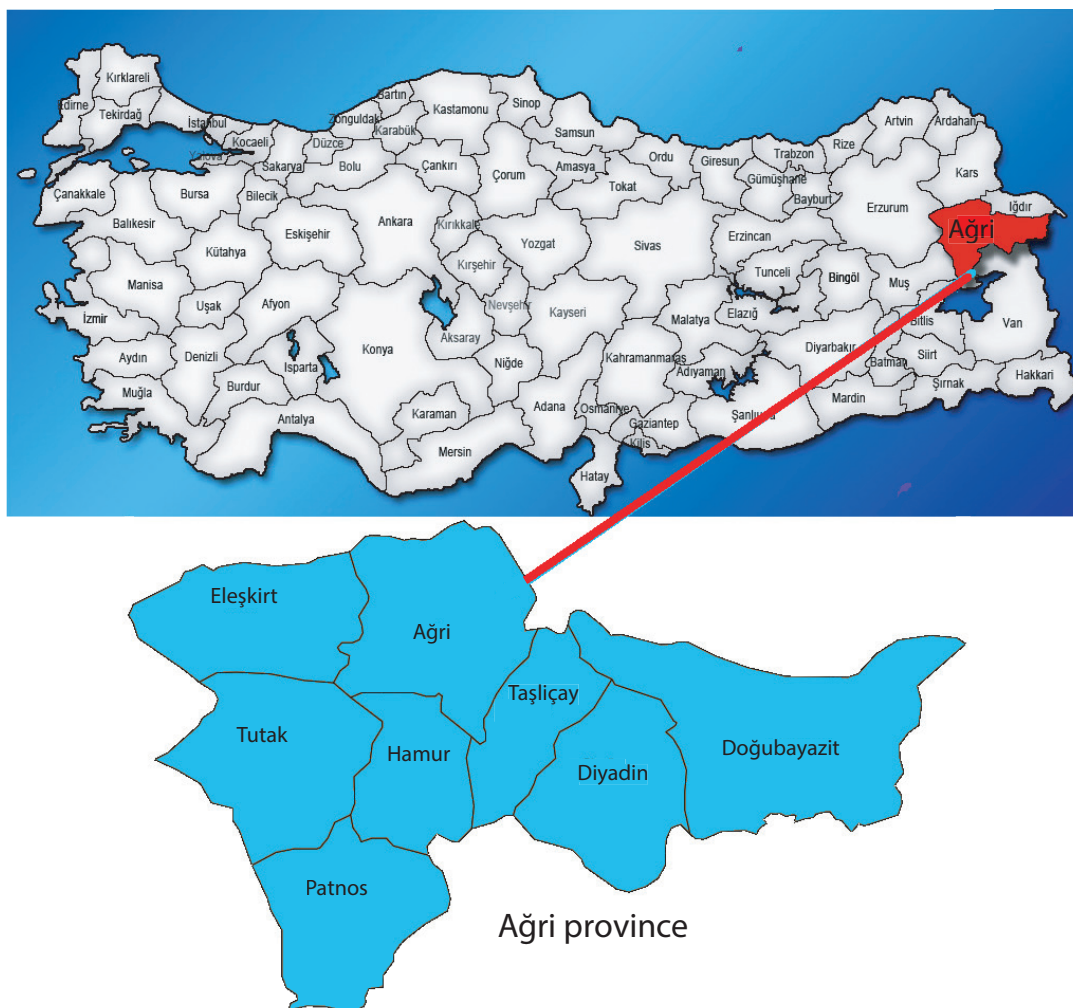 Kırklareli
Edirne
Tekirdağ
İstanbul
Kocaeli
Yalova
Sakarya
Düzce
Zonguldak
Bartın
Karabük
Kastamonu
Sinop
Samsun
Bolu
Çankırı
Çorum
Amasya
Tokat
Ordu
Giresun
Trabzon
Gümüşhane
Bayburt
Rize
Artvin
Ardahan
Kars
Iğdır
Ağri
Erzurum
Erzincan
Çanakkale
Balıkesir
Bursa
Bilecik
Kütahya
Eskişehir
Ankara
Kırıkkale
Kırşehir
Yozgat
Sivas
Tunceli
Bingöl
Muş
Manisa
Uşak
Afyon
İzmir
Aydın
Denizli
Muğla
Burdur
Isparta
Antalya
Konya
Aksaray
Nevşehir
Niğde
Kayseri
Karaman
Mersin
Adana
Kahramanmaraş
Malatya
Elazığ
Adıyaman
Osmaniye
Gaziantep
Kilis
Hatay
Diyarbakır
Mardin
Batman
Siirt
Bitlis
Şırnak
Van
Hakkari
Eleşkirt
Ağri
Taşliçay
Tutak
Hamur
Diyadin
Doğubayazit
Patnos
Ağri province